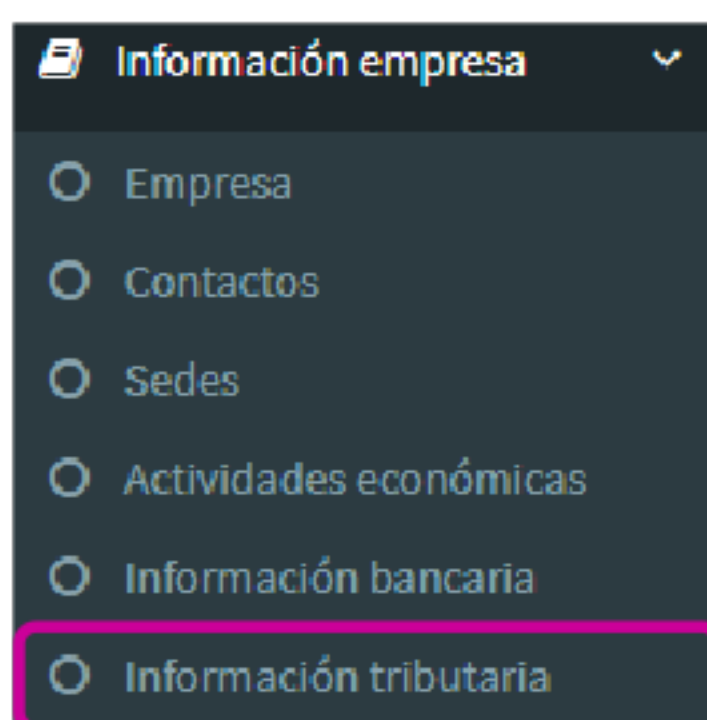 Información empresa
Empresa
Contactos
Sedes
Actividades económicas
Información bancaria
Información tributaria